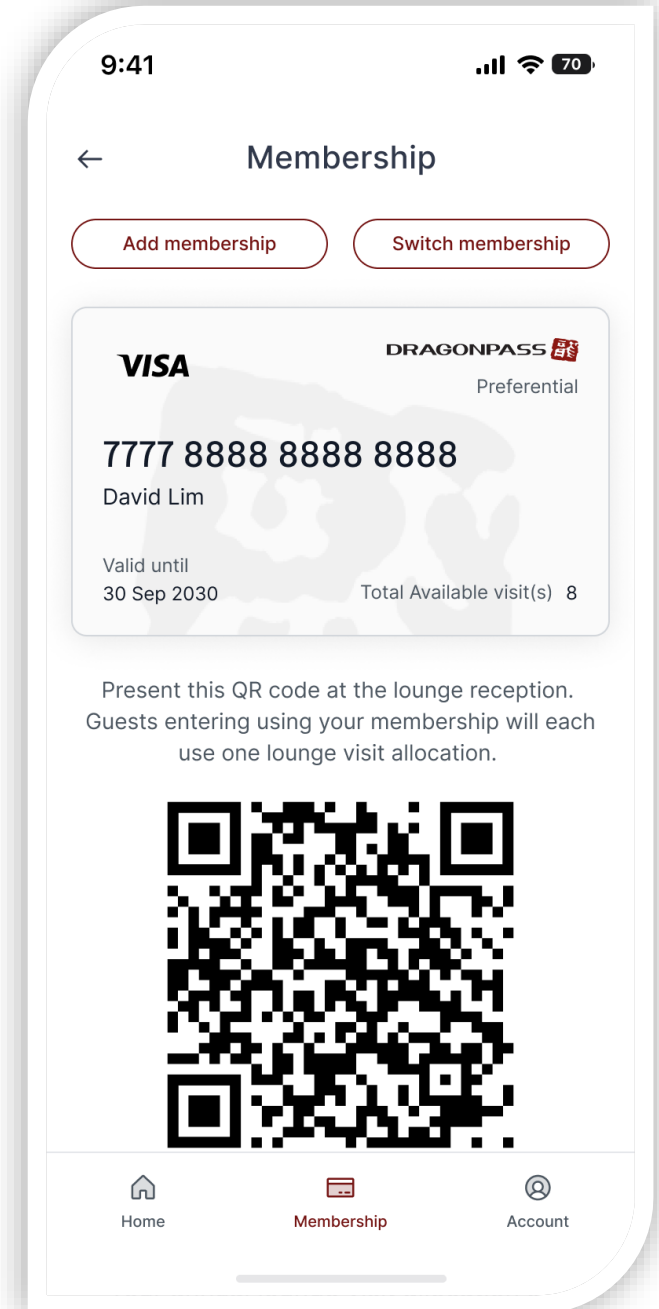 9:41
70
Membership
Add membership
Switch membership
VISA
DRAGONPASS
Preferential
7777 8888 8888 8888
David Lim
Valid until
30 Sep 2030
Total Available visit(s) 8
Present this QR code at the lounge reception.
Guests entering using your membership will each
use one lounge visit allocation.
Home
Membership
Account